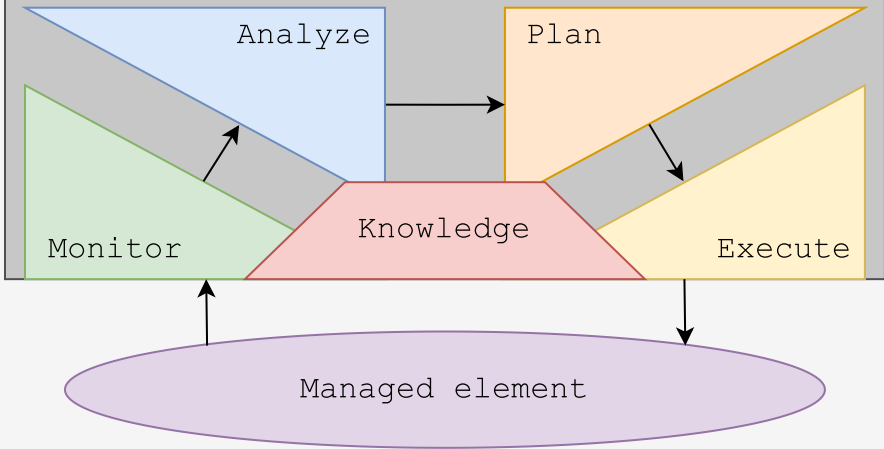 Analyze
Plan
Monitor
Knowledge
Execute
Managed element